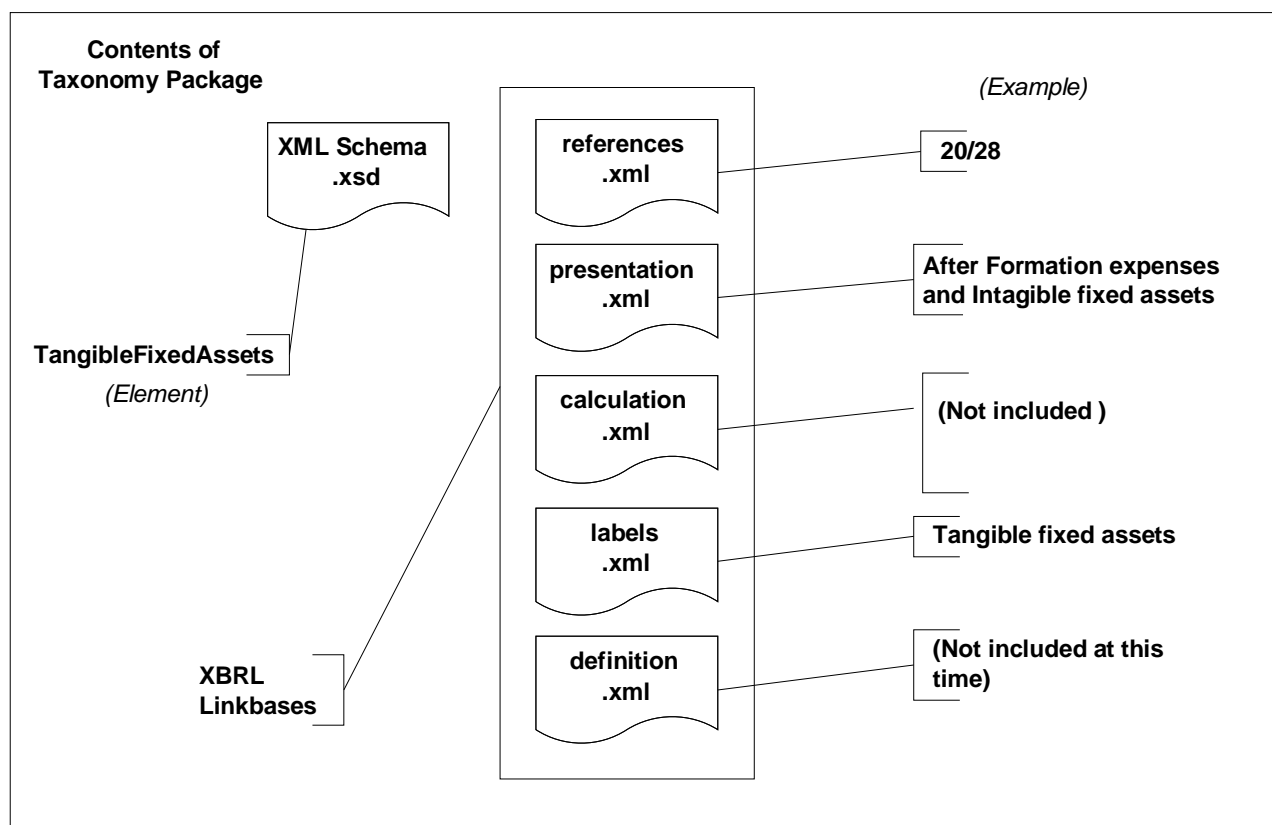 Contents of
Taxonomy Package
(Example)
XML Schema
.xsd
references
.xml
20/28
presentation
.xml
After Formation expenses
and Intagible fixed assets
TangibleFixedAssets
(Element)
calculation
.xml
(Not included )
labels
.xml
Tangible fixed assets
XBRL
Linkbases
definition
.xml
(Not included at this
time)